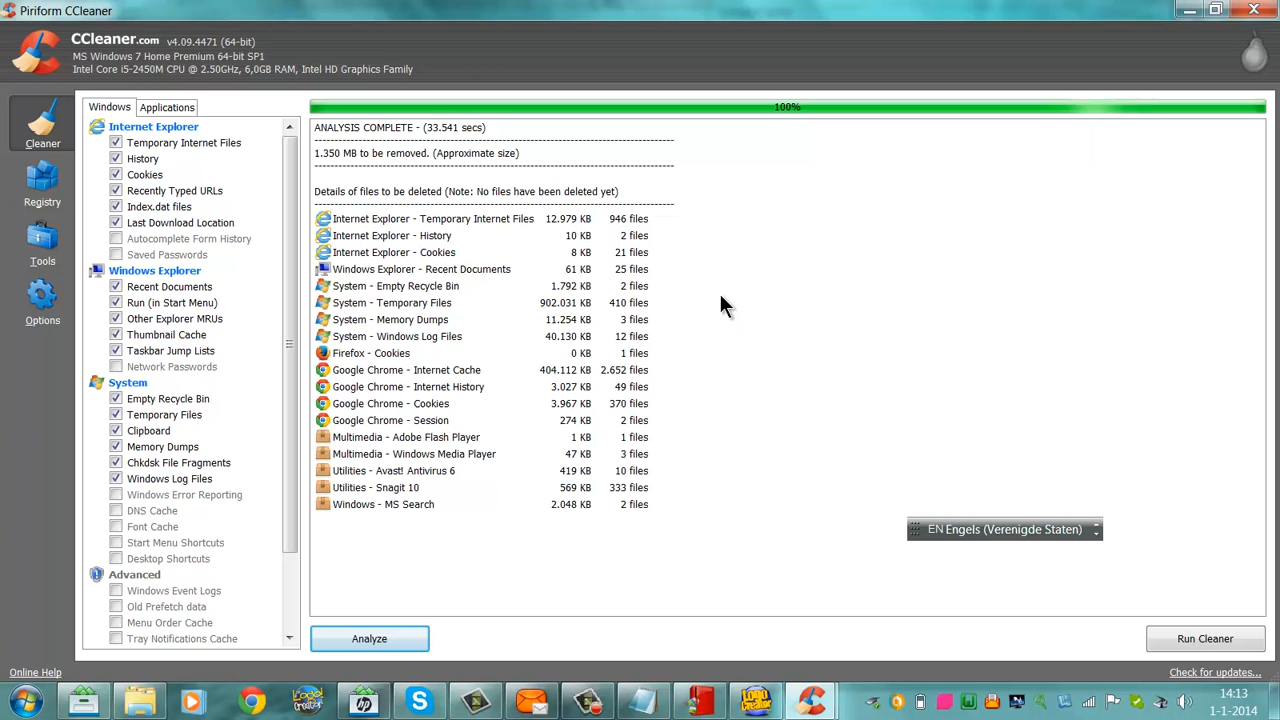 Piriform CCleaner
CCleaner.com v4.09.4471 (64-bit)
MS Windows 7 Home Premium 64-bit SP1
Intel Core i5-2450M CPU @ 2.50GHz, 6,0GB RAM, Intel HD Graphics Family
Cleaner
Registry
Tools
Options
Windows Applications
Internet Explorer
Temporary Internet Files
History
Cookies
Recently Typed URLs
Index.dat files
Last Download Location
Autocomplete Form History
Saved Passwords
Windows Explorer
Recent Documents
Run (in Start Menu)
Other Explorer MRUs
Thumbnail Cache
Taskbar Jump Lists
Network Passwords
System
Empty Recycle Bin
Temporary Files
Clipboard
Memory Dumps
Chkdsk File Fragments
Windows Log Files
Windows Error Reporting
DNS Cache
Font Cache
Start Menu Shortcuts
Desktop Shortcuts
Advanced
Windows Event Logs
Old Prefetch data
Menu Order Cache
Tray Notifications Cache
100%
ANALYSIS COMPLETE - (33.541 secs)
1.350 MB to be removed. (Approximate size)
Details of files to be deleted (Note: No files have been deleted yet)
Internet Explorer - Temporary Internet Files 12.979 KB 946 files
Internet Explorer - History 10 KB 2 files
Internet Explorer - Cookies 8 KB 21 files
Windows Explorer - Recent Documents 61 KB 25 files
System - Empty Recycle Bin 1.792 KB 2 files
System - Temporary Files 902.031 KB 410 files
System - Memory Dumps 11.254 KB 3 files
System - Windows Log Files 40.130 KB 12 files
Firefox - Cookies 0 KB 1 files
Google Chrome - Internet Cache 404.112 KB 2.652 files
Google Chrome - Internet History 3.027 KB 49 files
Google Chrome - Cookies 3.967 KB 370 files
Google Chrome - Session 274 KB 2 files
Multimedia - Adobe Flash Player 1 KB 1 files
Multimedia - Windows Media Player 47 KB 3 files
Utilities - Avast! Antivirus 6 419 KB 10 files
Utilities - Snagit 10 569 KB 333 files
Windows - MS Search 2.048 KB 2 files
EN Engels (Verenigde Staten)
Analyze
Run Cleaner
Online Help
Check for updates...
14:13
1-1-2014